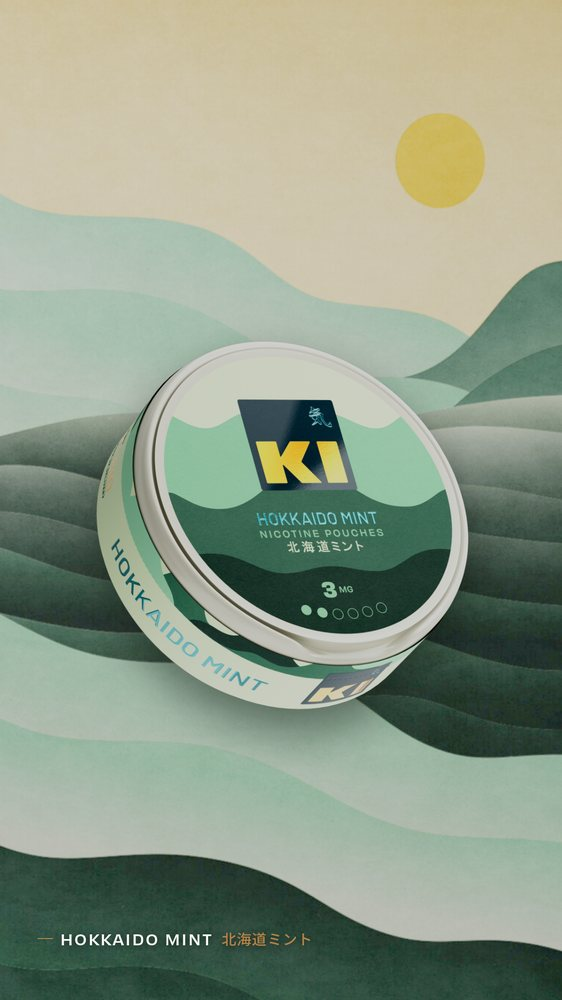 気
KI
HOKKAIDO MINT
NICOTINE POUCHES
北海道ミント
3 MG
HOKKAIDO MINT
KI
HOKKAIDO MINT 北海道ミント